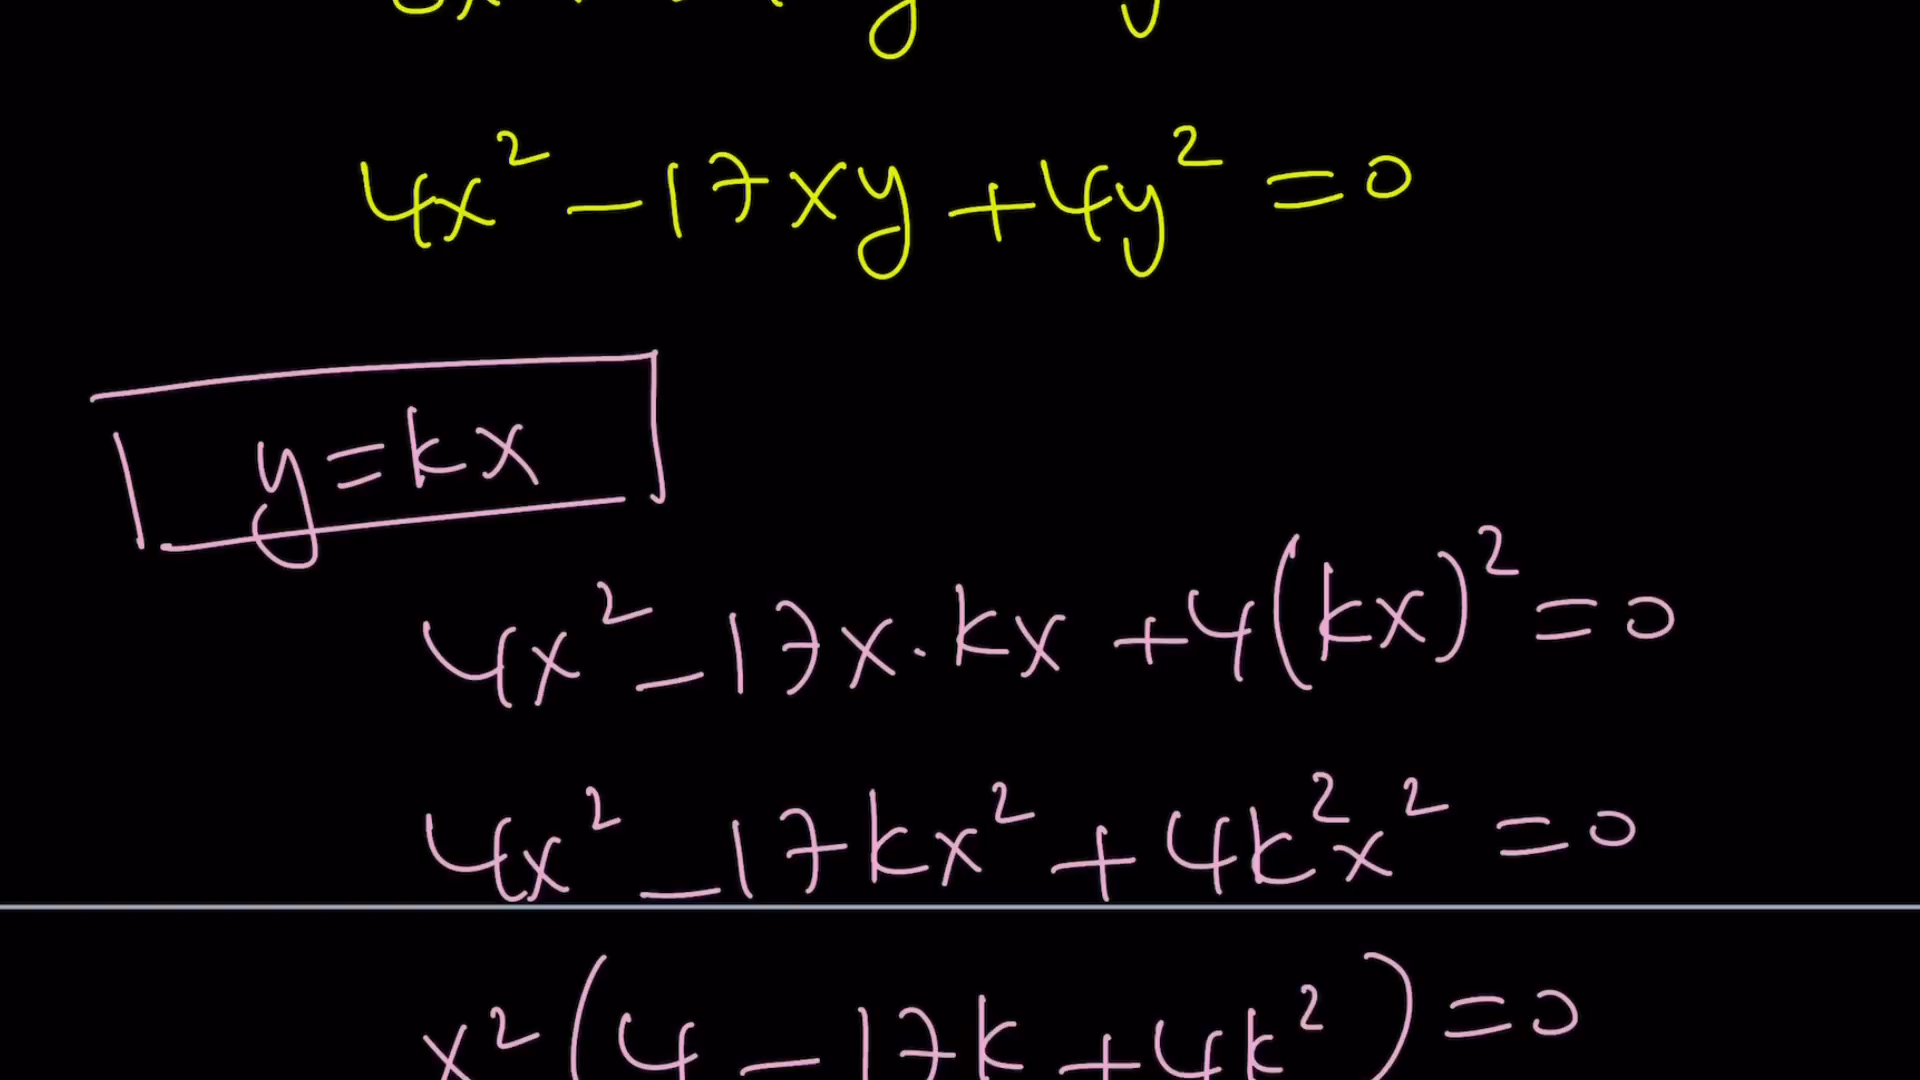 4x² − 17xy + 4y² = 0
y = kx
4x² − 17x · kx + 4(kx)² = 0
4x² − 17kx² + 4k²x² = 0
x²(4 − 17k + 4k²) = 0